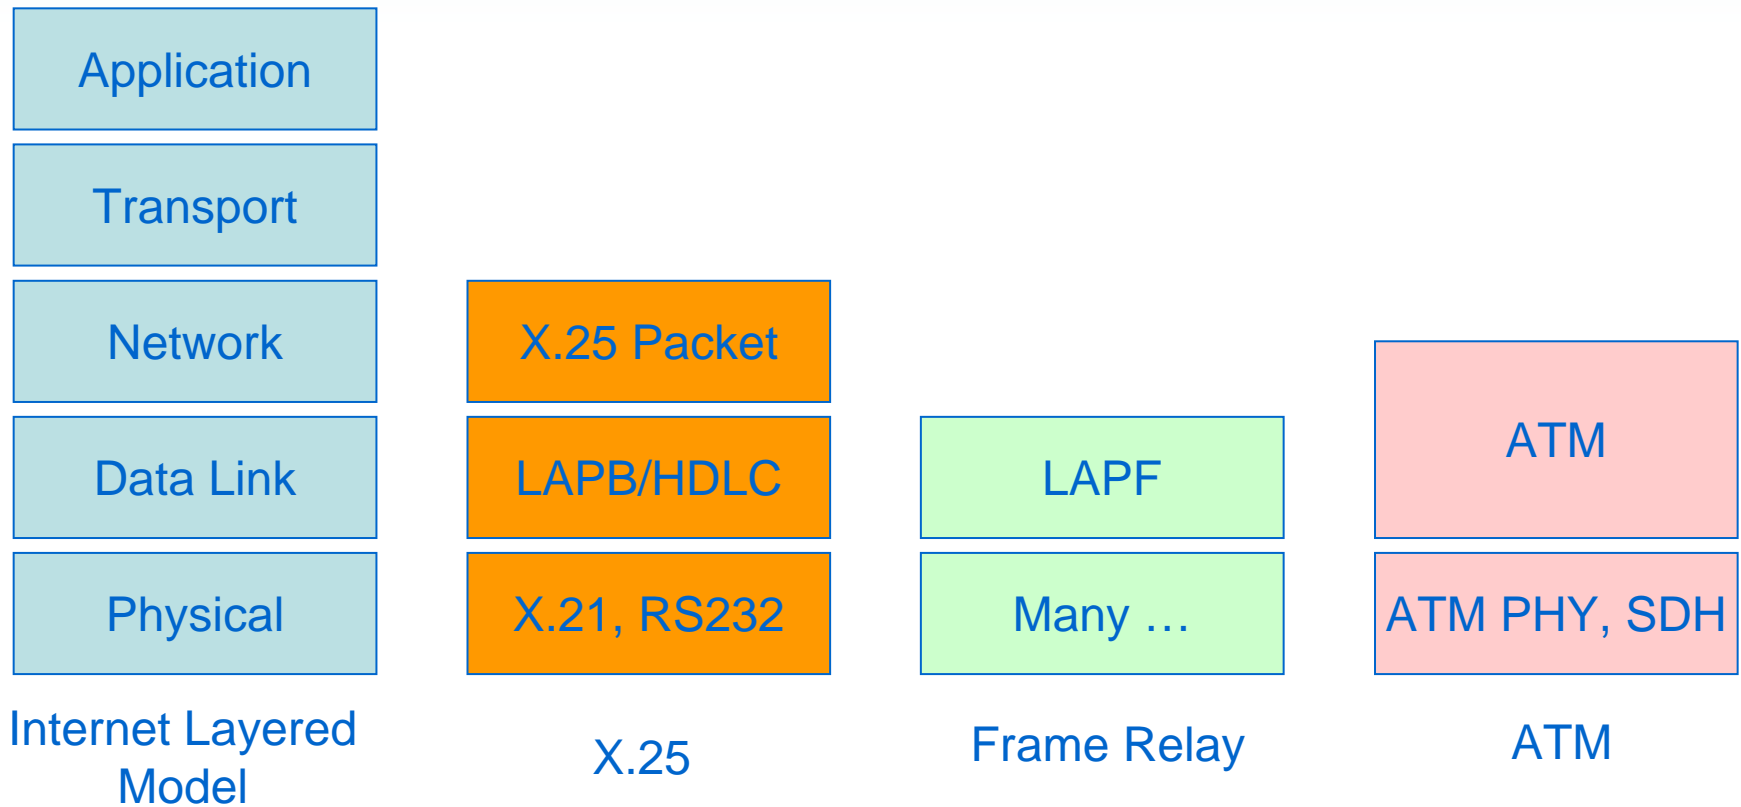 Application
Transport
Network
X.25 Packet
ATM
Data Link
LAPB/HDLC
LAPF
Physical
X.21, RS232
Many …
ATM PHY, SDH
Internet Layered
Model
X.25
Frame Relay
ATM